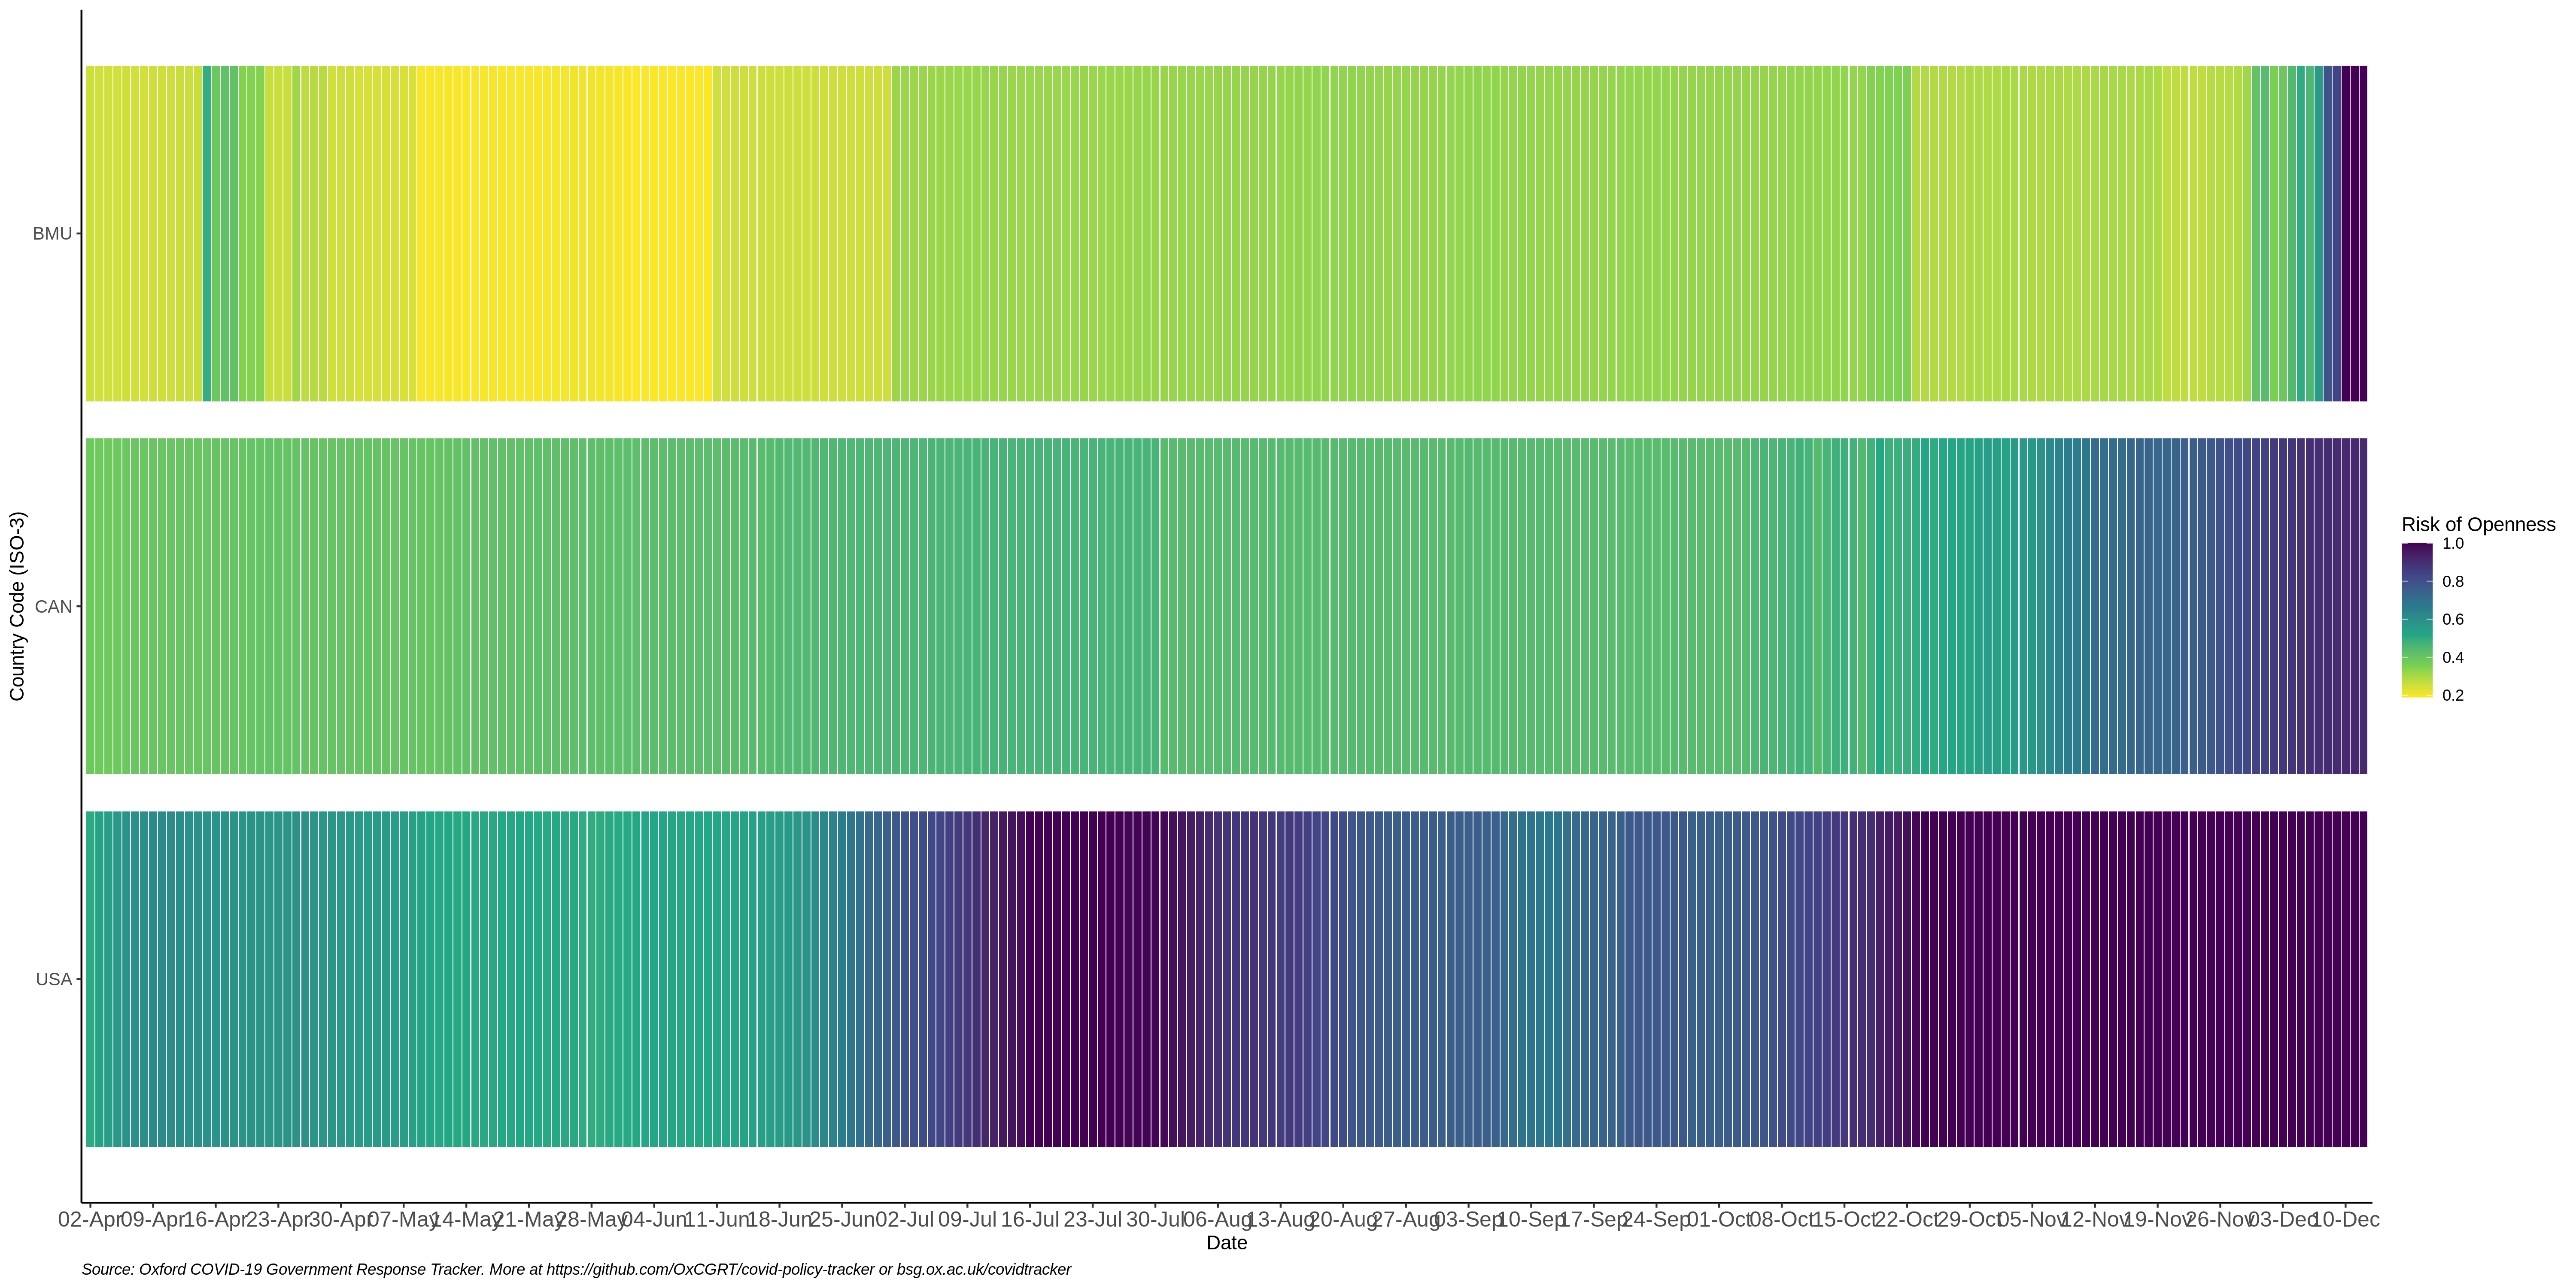 BMU
CAN
USA
Country Code (ISO-3)
Risk of Openness
1.0
0.8
0.6
0.4
0.2
02-Apr 09-Apr 16-Apr 23-Apr 30-Apr 07-May 14-May 21-May 28-May 04-Jun 11-Jun 18-Jun 25-Jun 02-Jul 09-Jul 16-Jul 23-Jul 30-Jul 06-Aug 13-Aug 20-Aug 27-Aug 03-Sep 10-Sep 17-Sep 24-Sep 01-Oct 08-Oct 15-Oct 22-Oct 29-Oct 05-Nov 12-Nov 19-Nov 26-Nov 03-Dec 10-Dec
Date
Source: Oxford COVID-19 Government Response Tracker. More at https://github.com/OxCGRT/covid-policy-tracker or bsg.ox.ac.uk/covidtracker